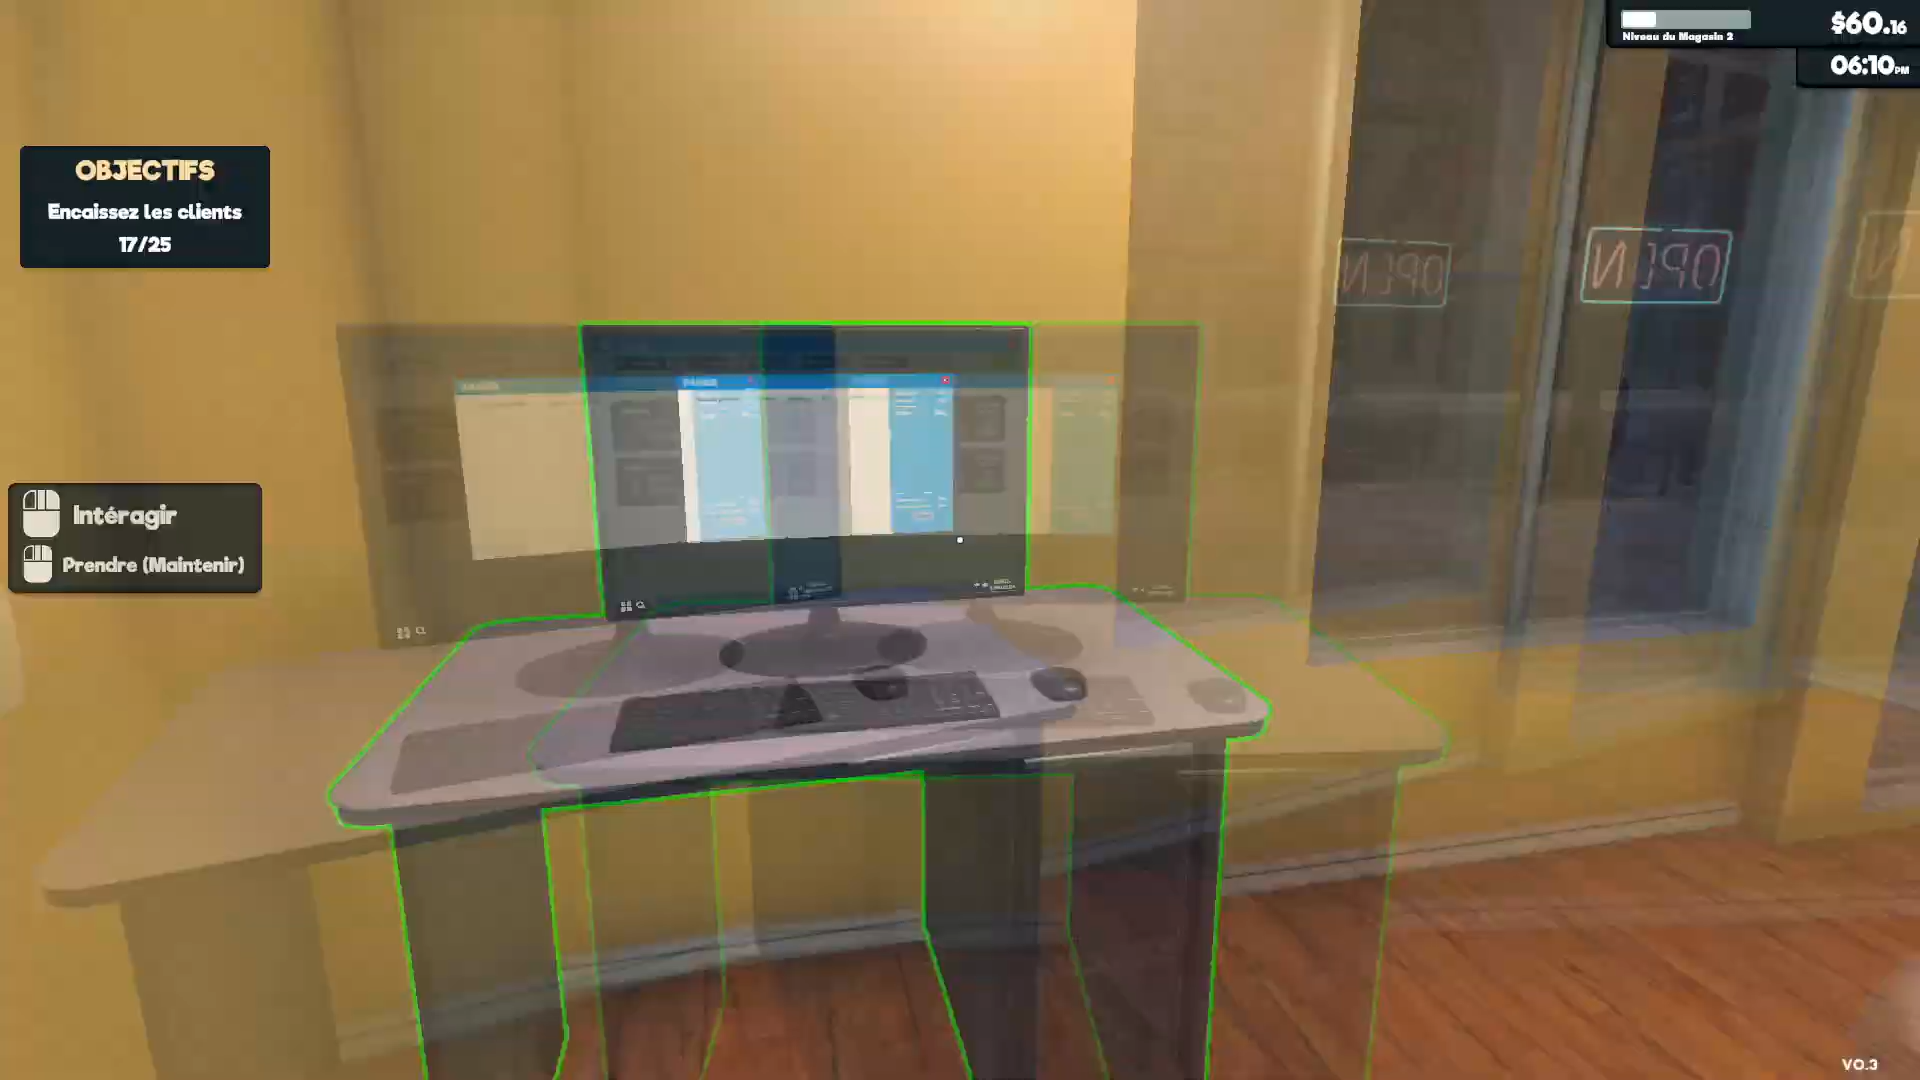 Niveau du Magasin 2
$60.16
06:10PM
OBJECTIFS
Encaissez les clients
17/25
OPEN
OPEN
Intéragir
Prendre (Maintenir)
V0.3